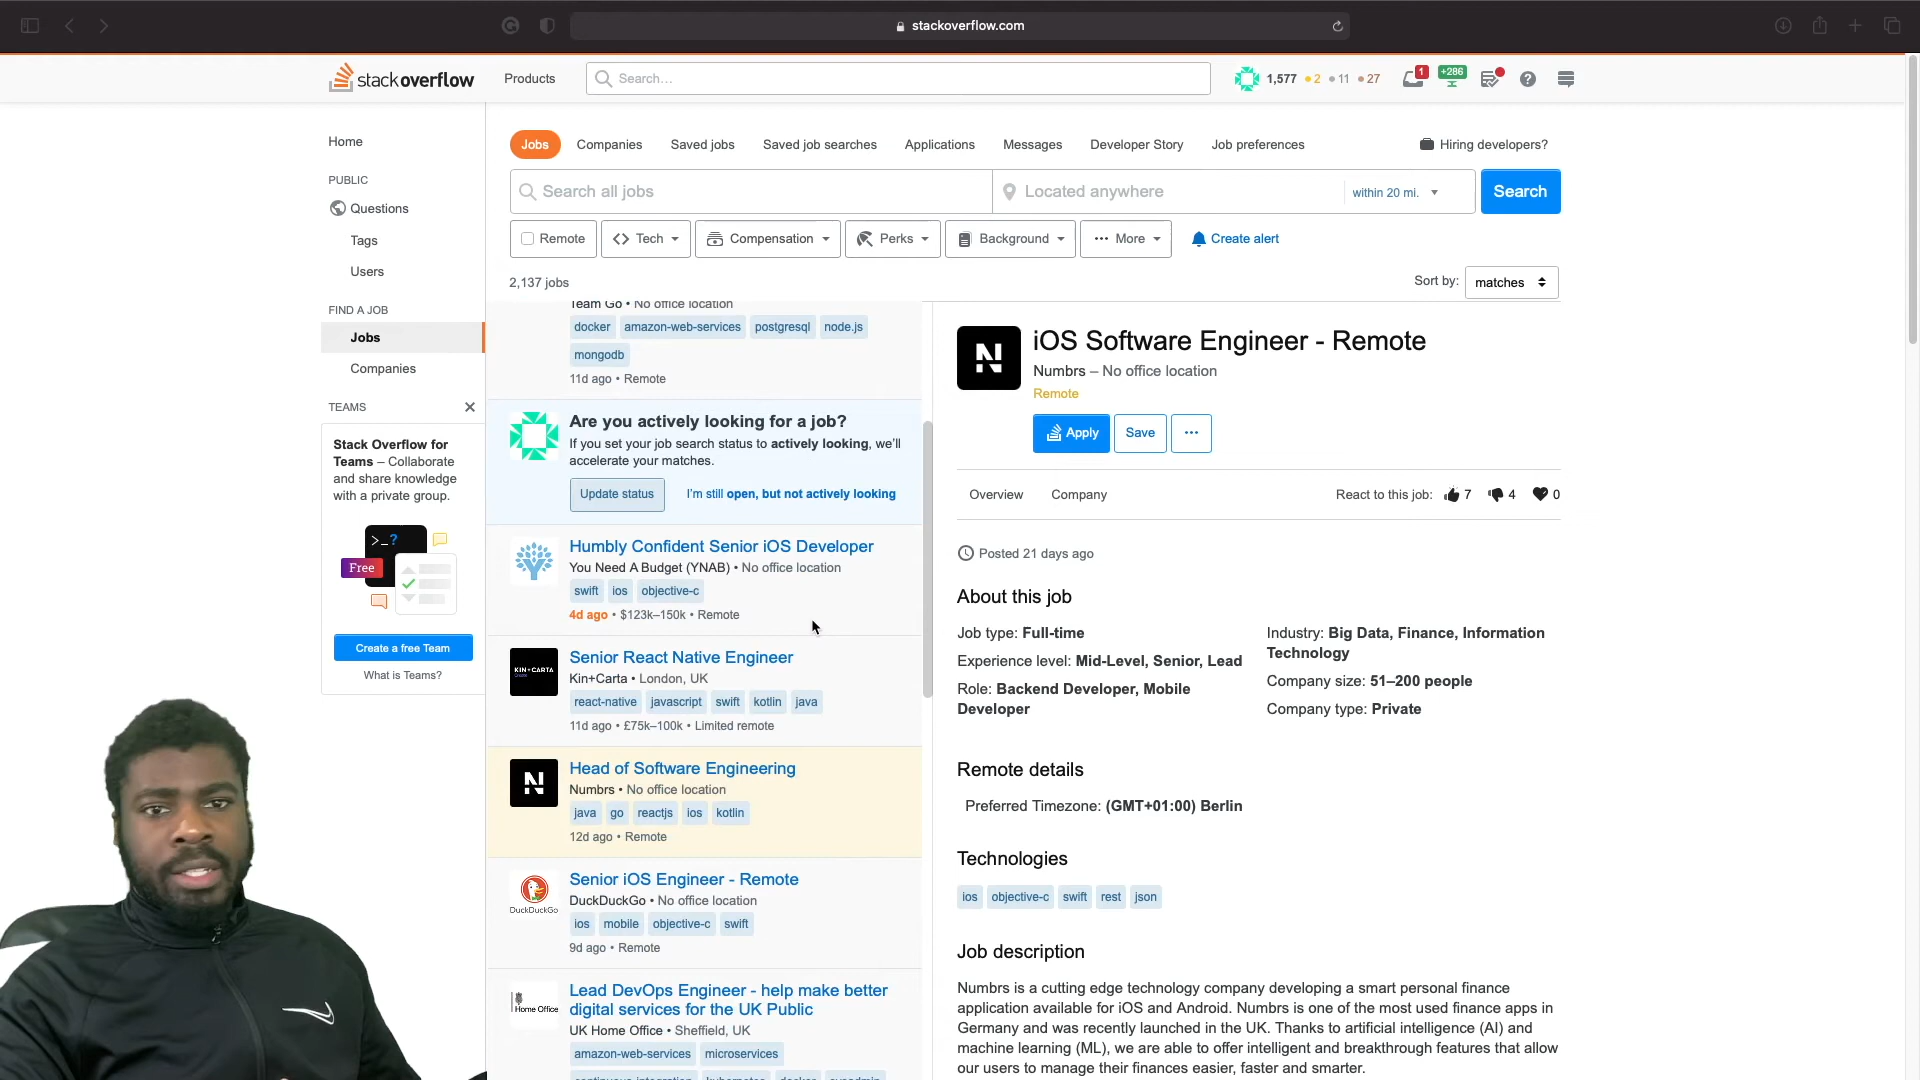 stackoverflow.com
stackoverflow
Products
Search...
1,577 2 11 27
1
+286
Home
PUBLIC
Questions
Tags
Users
FIND A JOB
Jobs
Companies
TEAMS
Stack Overflow for
Teams – Collaborate
and share knowledge
with a private group.
>_?
Free
Create a free Team
What is Teams?
Jobs
Companies
Saved jobs
Saved job searches
Applications
Messages
Developer Story
Job preferences
Hiring developers?
Search all jobs
Located anywhere
within 20 mi.
Search
Remote
Tech
Compensation
Perks
Background
More
Create alert
2,137 jobs
Sort by:
matches
Team Go • No office location
docker amazon-web-services postgresql node.js
mongodb
11d ago • Remote
Are you actively looking for a job?
If you set your job search status to actively looking, we'll
accelerate your matches.
Update status
I'm still open, but not actively looking
Humbly Confident Senior iOS Developer
You Need A Budget (YNAB) • No office location
swift ios objective-c
4d ago • $123k–150k • Remote
KIN+CARTA
Senior React Native Engineer
Kin+Carta • London, UK
react-native javascript swift kotlin java
11d ago • £75k–100k • Limited remote
N
Head of Software Engineering
Numbrs • No office location
java go reactjs ios kotlin
12d ago • Remote
DuckDuckGo
Senior iOS Engineer - Remote
DuckDuckGo • No office location
ios mobile objective-c swift
9d ago • Remote
Home Office
Lead DevOps Engineer - help make better
digital services for the UK Public
UK Home Office • Sheffield, UK
amazon-web-services microservices
continuous-integration kubernetes docker sysadmin
N
iOS Software Engineer - Remote
Numbrs – No office location
Remote
Apply
Save
Overview
Company
React to this job: 7 4 0
Posted 21 days ago
About this job
Job type: Full-time
Experience level: Mid-Level, Senior, Lead
Role: Backend Developer, Mobile
Developer
Industry: Big Data, Finance, Information
Technology
Company size: 51–200 people
Company type: Private
Remote details
Preferred Timezone: (GMT+01:00) Berlin
Technologies
ios objective-c swift rest json
Job description
Numbrs is a cutting edge technology company developing a smart personal finance
application available for iOS and Android. Numbrs is one of the most used finance apps in
Germany and was recently launched in the UK. Thanks to artificial intelligence (AI) and
machine learning (ML), we are able to offer intelligent and breakthrough features that allow
our users to manage their finances easier, faster and smarter.